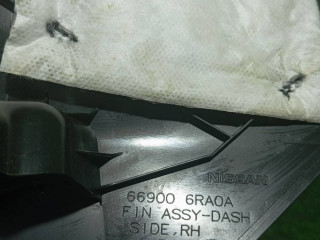 NISSAN
66900 6RA0A
FIN ASSY-DASH
SIDE, RH